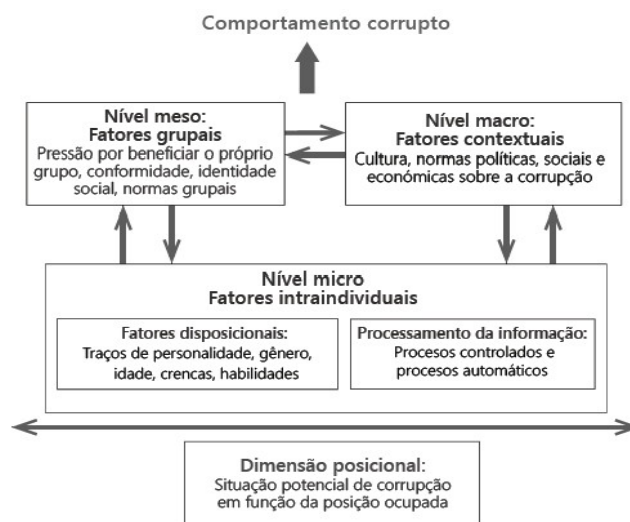 Comportamento corrupto
Nível meso:
Fatores grupais
Pressão por beneficiar o próprio
grupo, conformidade, identidade
social, normas grupais
Nível macro:
Fatores contextuais
Cultura, normas políticas, sociais e
económicas sobre a corrupção
Nível micro
Fatores intraindividuais
Fatores disposicionais:
Traços de personalidade, gênero,
idade, crencas, habilidades
Processamento da informação:
Procesos controlados e
procesos automáticos
Dimensão posicional:
Situação potencial de corrupção
em função da posição ocupada